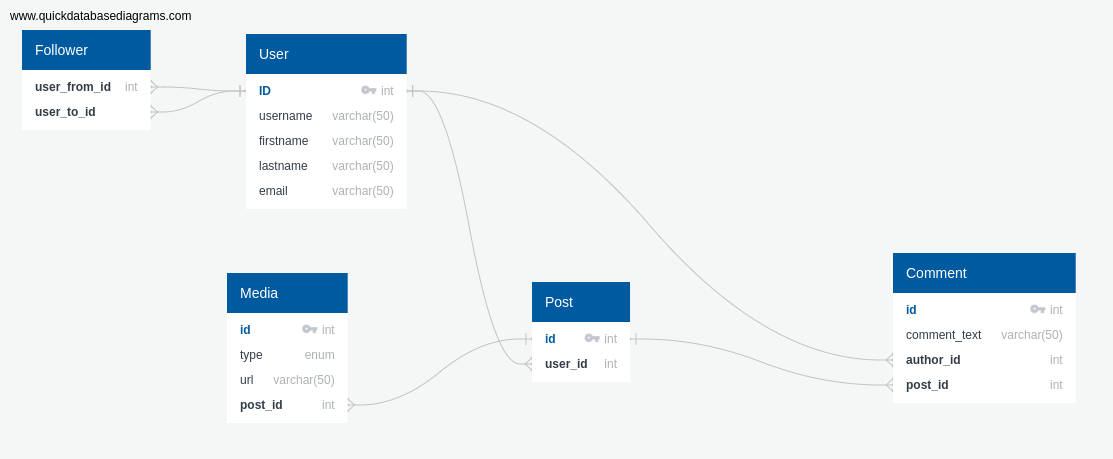 www.quickdatabasediagrams.com
Follower
user_from_id int
user_to_id
User
ID int
username varchar(50)
firstname varchar(50)
lastname varchar(50)
email varchar(50)
Media
id int
type enum
url varchar(50)
post_id int
Post
id int
user_id int
Comment
id int
comment_text varchar(50)
author_id int
post_id int